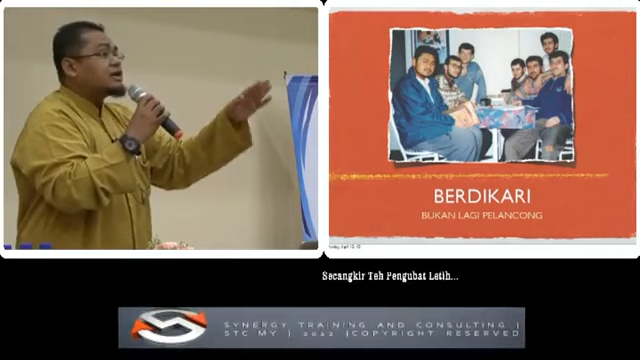 BERDIKARI
BUKAN LAGI PELANCONG
Secangkir Teh Pengubat Letih...
SYNERGY TRAINING AND CONSULTING |
STC MY | 2022 |COPYRIGHT RESERVED